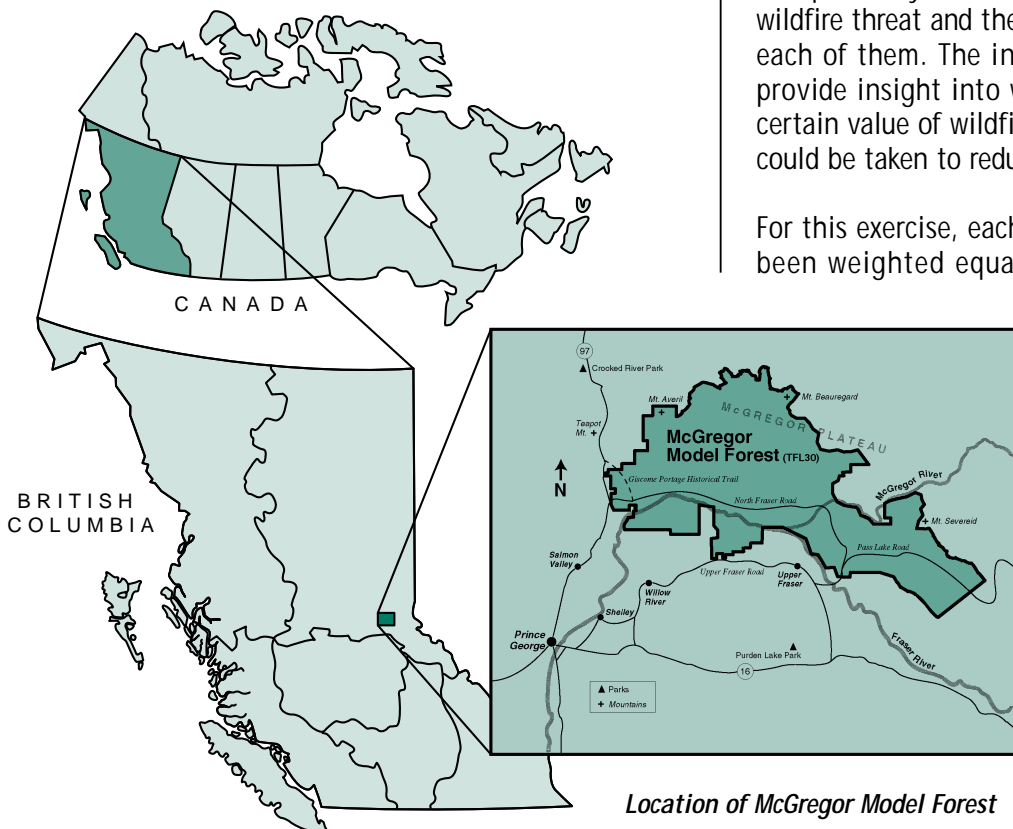 wildfire threat and the
each of them. The in
provide insight into w
certain value of wildfi
could be taken to redu
For this exercise, each
been weighted equa
CANADA
BRITISH
COLUMBIA
97
Crocked River Park
Mt. Averil
Mt. Beauregard
McGREGOR PLATEAU
Teapot
Mt.
McGregor
Model Forest (TFL30)
N
Giscome Portage Historical Trail
McGregor River
North Fraser Road
Mt. Severeid
Pass Lake Road
Salmon
Valley
Upper Fraser Road
Upper
Fraser
Willow
River
Shelley
Prince
George
Purden Lake Park
Fraser River
16
Parks
Mountains
Location of McGregor Model Forest